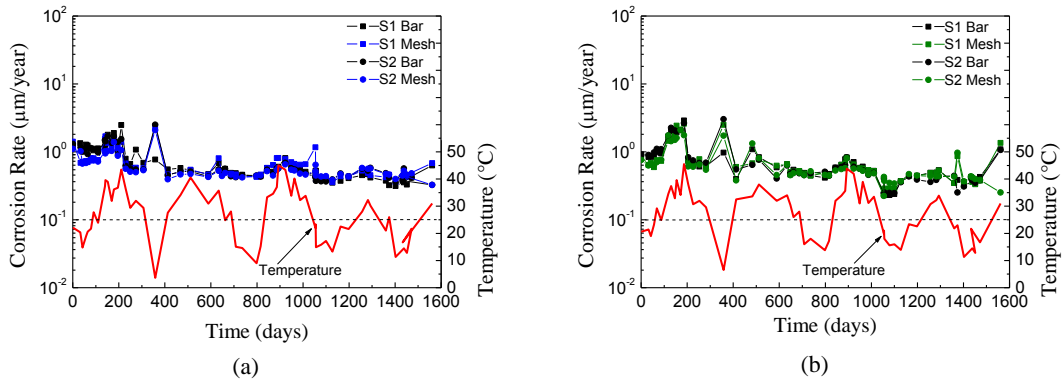 10²
10¹
10⁰
10⁻¹
10⁻²
Corrosion Rate (μm/year)
S1 Bar
S1 Mesh
S2 Bar
S2 Mesh
50
40
30
20
10
0
Temperature (°C)
Temperature
0 200 400 600 800 1000 1200 1400 1600
Time (days)
(a)
10²
10¹
10⁰
10⁻¹
10⁻²
Corrosion Rate (μm/year)
S1 Bar
S1 Mesh
S2 Bar
S2 Mesh
50
40
30
20
10
0
Temperature (°C)
Temperature
0 200 400 600 800 1000 1200 1400 1600
Time (days)
(b)